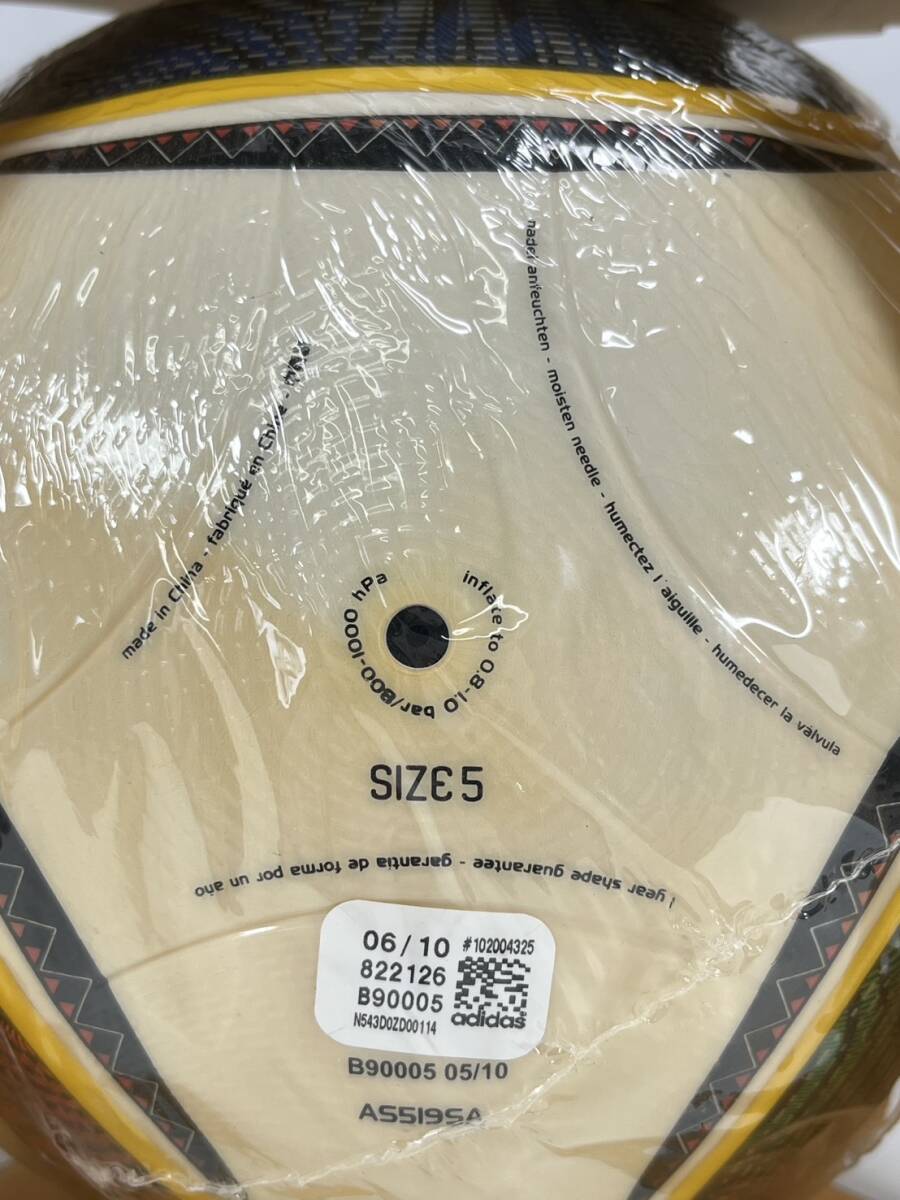 nadel anfeuchten - moisten needle - humectez l'aiguille - humedecer la válvula
made in China - fabriqué en Chine -
inflate to 0.8-1.0 bar/800-1000 hPa
SIZE 5
1 year shape guarantee - garantia de forma por un año
06/10 #102004325
822126
B90005
N543D0ZD00114 adidas
B90005 05/10
AS519SA